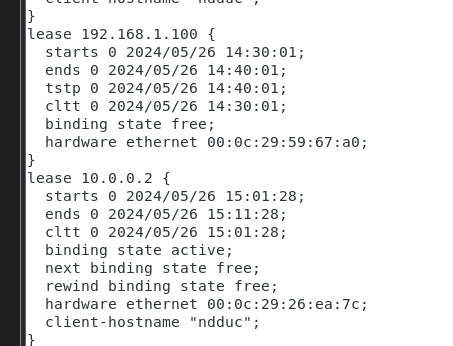 client-hostname "ndduc";
}
lease 192.168.1.100 {
starts 0 2024/05/26 14:30:01;
ends 0 2024/05/26 14:40:01;
tstp 0 2024/05/26 14:40:01;
cltt 0 2024/05/26 14:30:01;
binding state free;
hardware ethernet 00:0c:29:59:67:a0;
}
lease 10.0.0.2 {
starts 0 2024/05/26 15:01:28;
ends 0 2024/05/26 15:11:28;
cltt 0 2024/05/26 15:01:28;
binding state active;
next binding state free;
rewind binding state free;
hardware ethernet 00:0c:29:26:ea:7c;
client-hostname "ndduc";
}